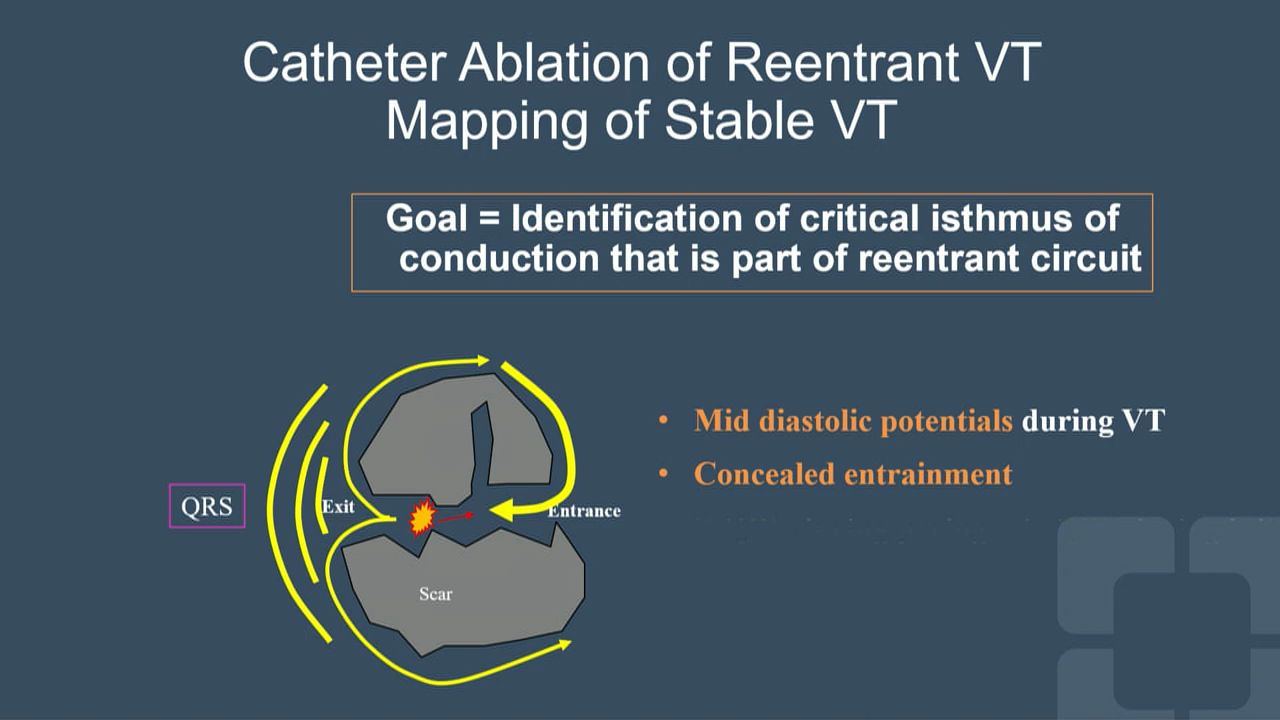 Catheter Ablation of Reentrant VT
Mapping of Stable VT
Goal = Identification of critical isthmus of
conduction that is part of reentrant circuit
• Mid diastolic potentials during VT
• Concealed entrainment
QRS
Exit
Entrance
Scar